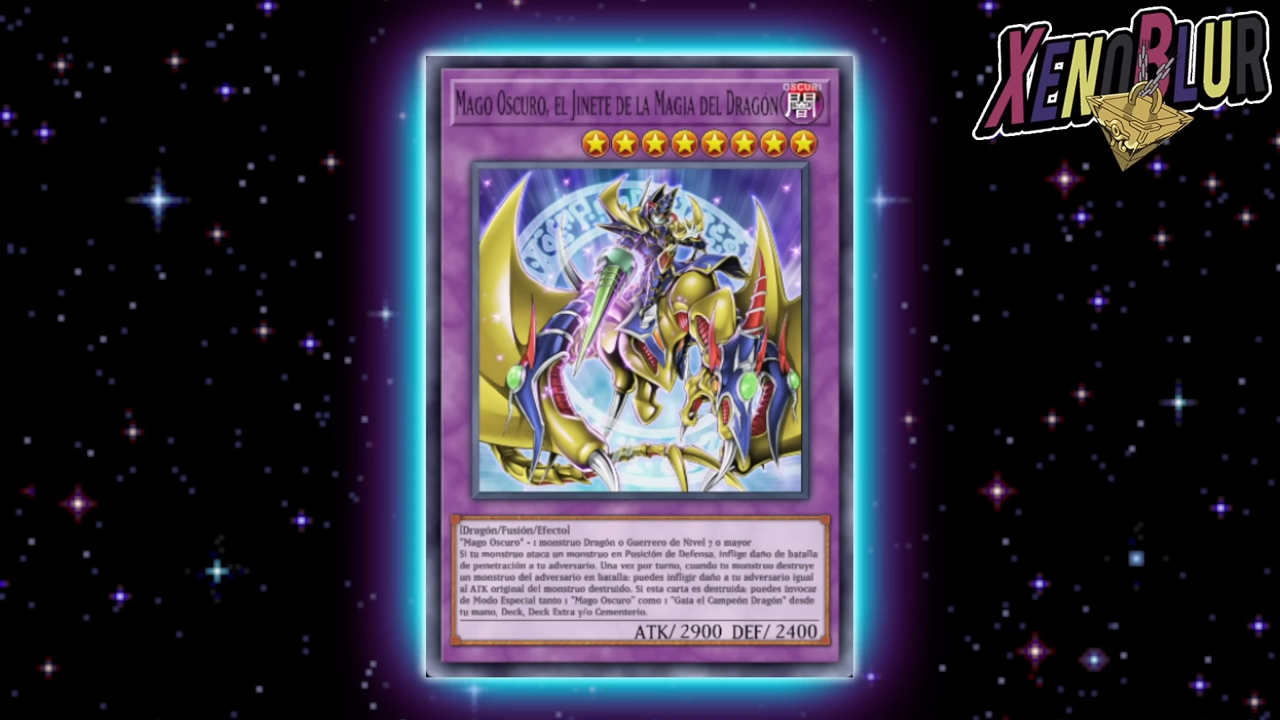 XENOBLUR
MAGO OSCURO, EL JINETE DE LA MAGIA DEL DRAGÓN
OSCURI
闇
[Dragón/Fusión/Efecto]
"Mago Oscuro" - 1 monstruo Dragón o Guerrero de Nivel 7 o mayor
Si tu monstruo ataca un monstruo en Posición de Defensa, inflige daño de batalla
de penetración a tu adversario. Una vez por turno, cuando tu monstruo destruye
un monstruo del adversario en batalla: puedes infligir daño a tu adversario igual
al ATK original del monstruo destruido. Si esta carta es destruida: puedes invocar
de Modo Especial tanto 1 "Mago Oscuro" como 1 "Gaia el Campeón Dragón" desde
tu mano, Deck, Deck Extra y/o Cementerio.
ATK/ 2900 DEF/ 2400